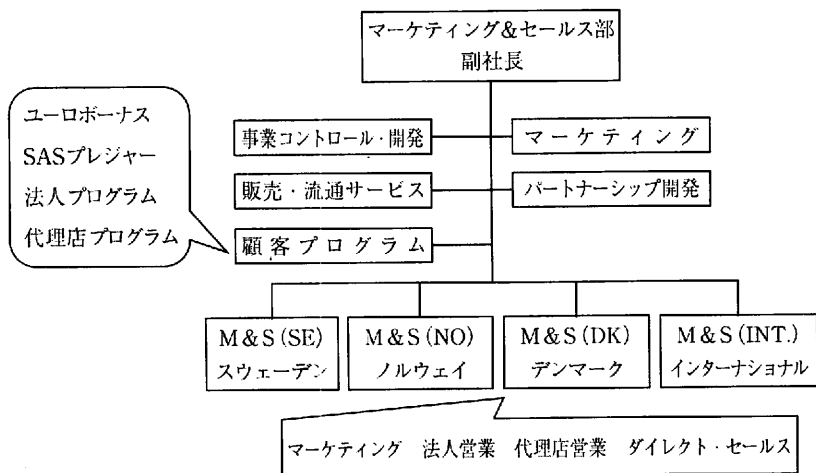 マーケティング&セールス部
副社長
ユーロボーナス
SASプレジャー
法人プログラム
代理店プログラム
事業コントロール・開発
マーケティング
販売・流通サービス
パートナーシップ開発
顧客プログラム
M&S(SE)
スウェーデン
M&S(NO)
ノルウェイ
M&S(DK)
デンマーク
M&S(INT.)
インターナショナル
マーケティング 法人営業 代理店営業 ダイレクト・セールス